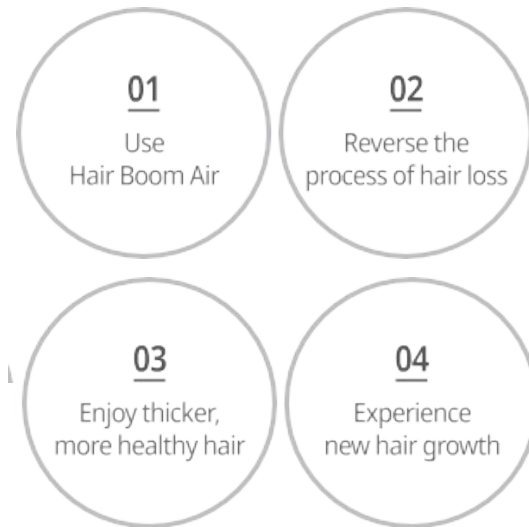 01
Use
Hair Boom Air
02
Reverse the
process of hair loss
03
Enjoy thicker,
more healthy hair
04
Experience
new hair growth